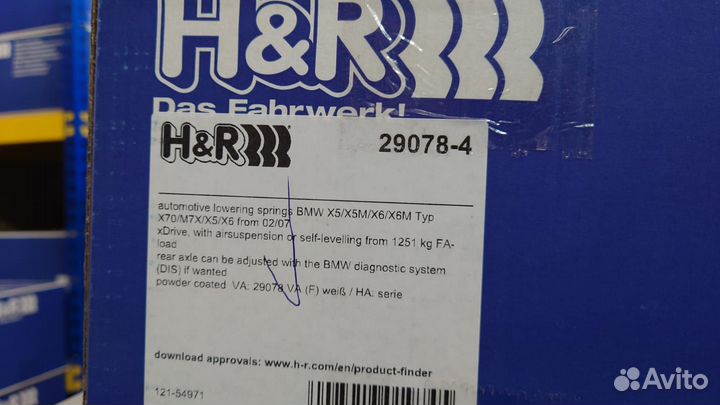 H&R
Das Fahrwerk!
H&R
29078-4
automotive lowering springs BMW X5/X5M/X6/X6M Typ
X70/M7X/X5/X6 from 02/07
xDrive, with airsuspension or self-levelling from 1251 kg FA-
load
rear axle can be adjusted with the BMW diagnostic system
(DIS) if wanted
powder coated VA: 29078 VA (F) weiß / HA: serie
download approvals: www.h-r.com/en/product-finder
121-54971
Avito